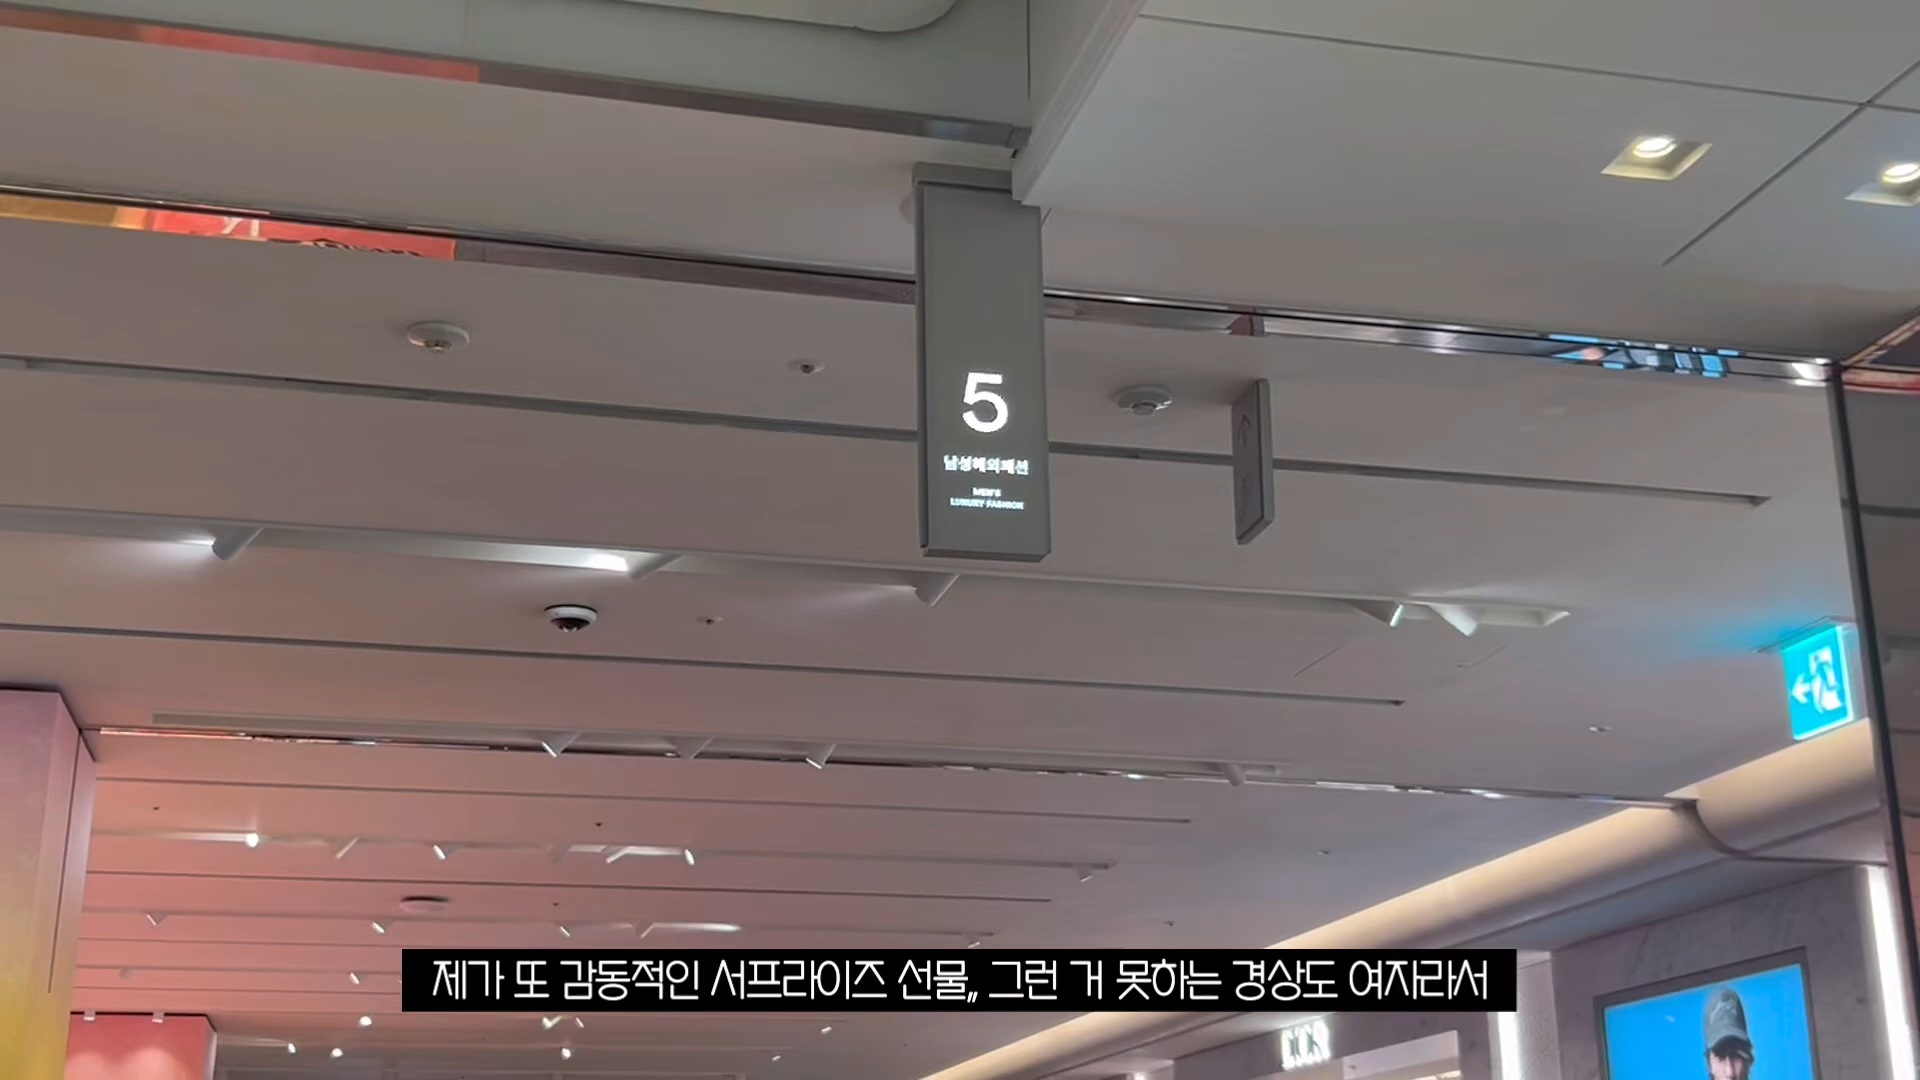 5
남성해외패션
MEN'S
LUXURY FASHION
제가 또 감동적인 서프라이즈 선물,, 그런 거 못하는 경상도 여자라서
DIOR